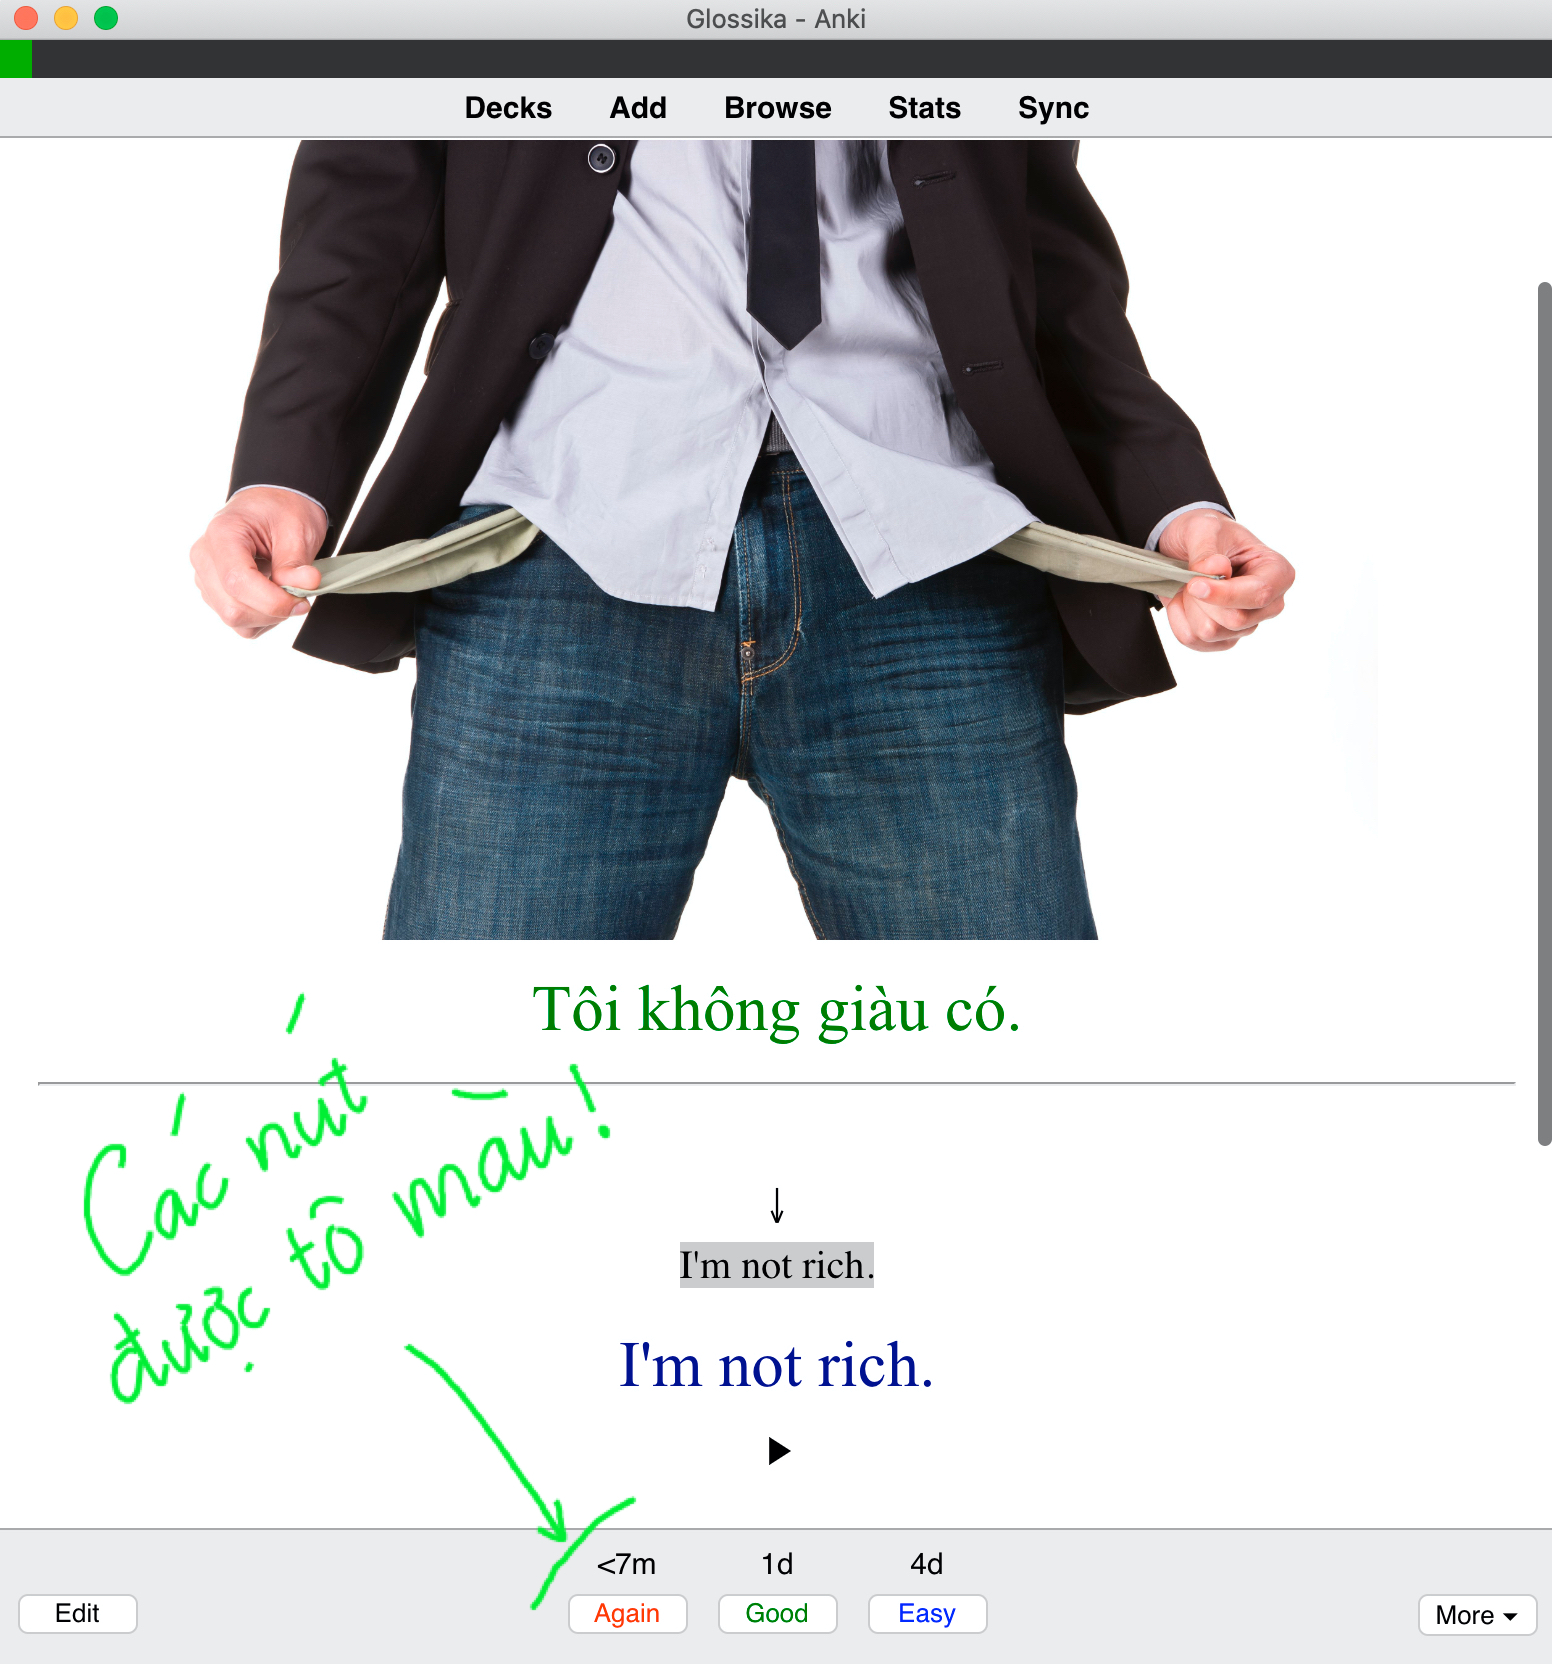 Glossika - Anki
Decks Add Browse Stats Sync
Tôi không giàu có.
Các nút
được tô màu!
↓
I'm not rich.
I'm not rich.
<7m 1d 4d
Edit Again Good Easy More